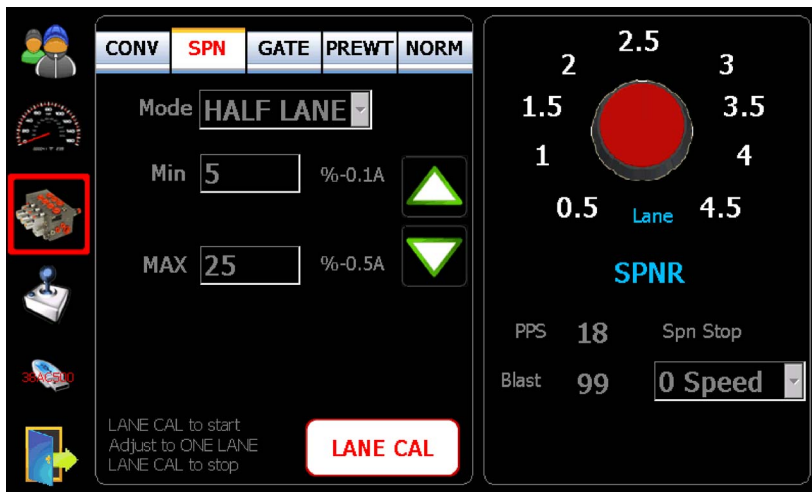 CONV SPN GATE PREWT NORM
Mode HALF LANE
Min 5 %-0.1A
MAX 25 %-0.5A
LANE CAL to start
Adjust to ONE LANE
LANE CAL to stop
LANE CAL
2.5
2 3
1.5 3.5
1 4
0.5 Lane 4.5
SPNR
PPS 18 Spn Stop
Blast 99 0 Speed